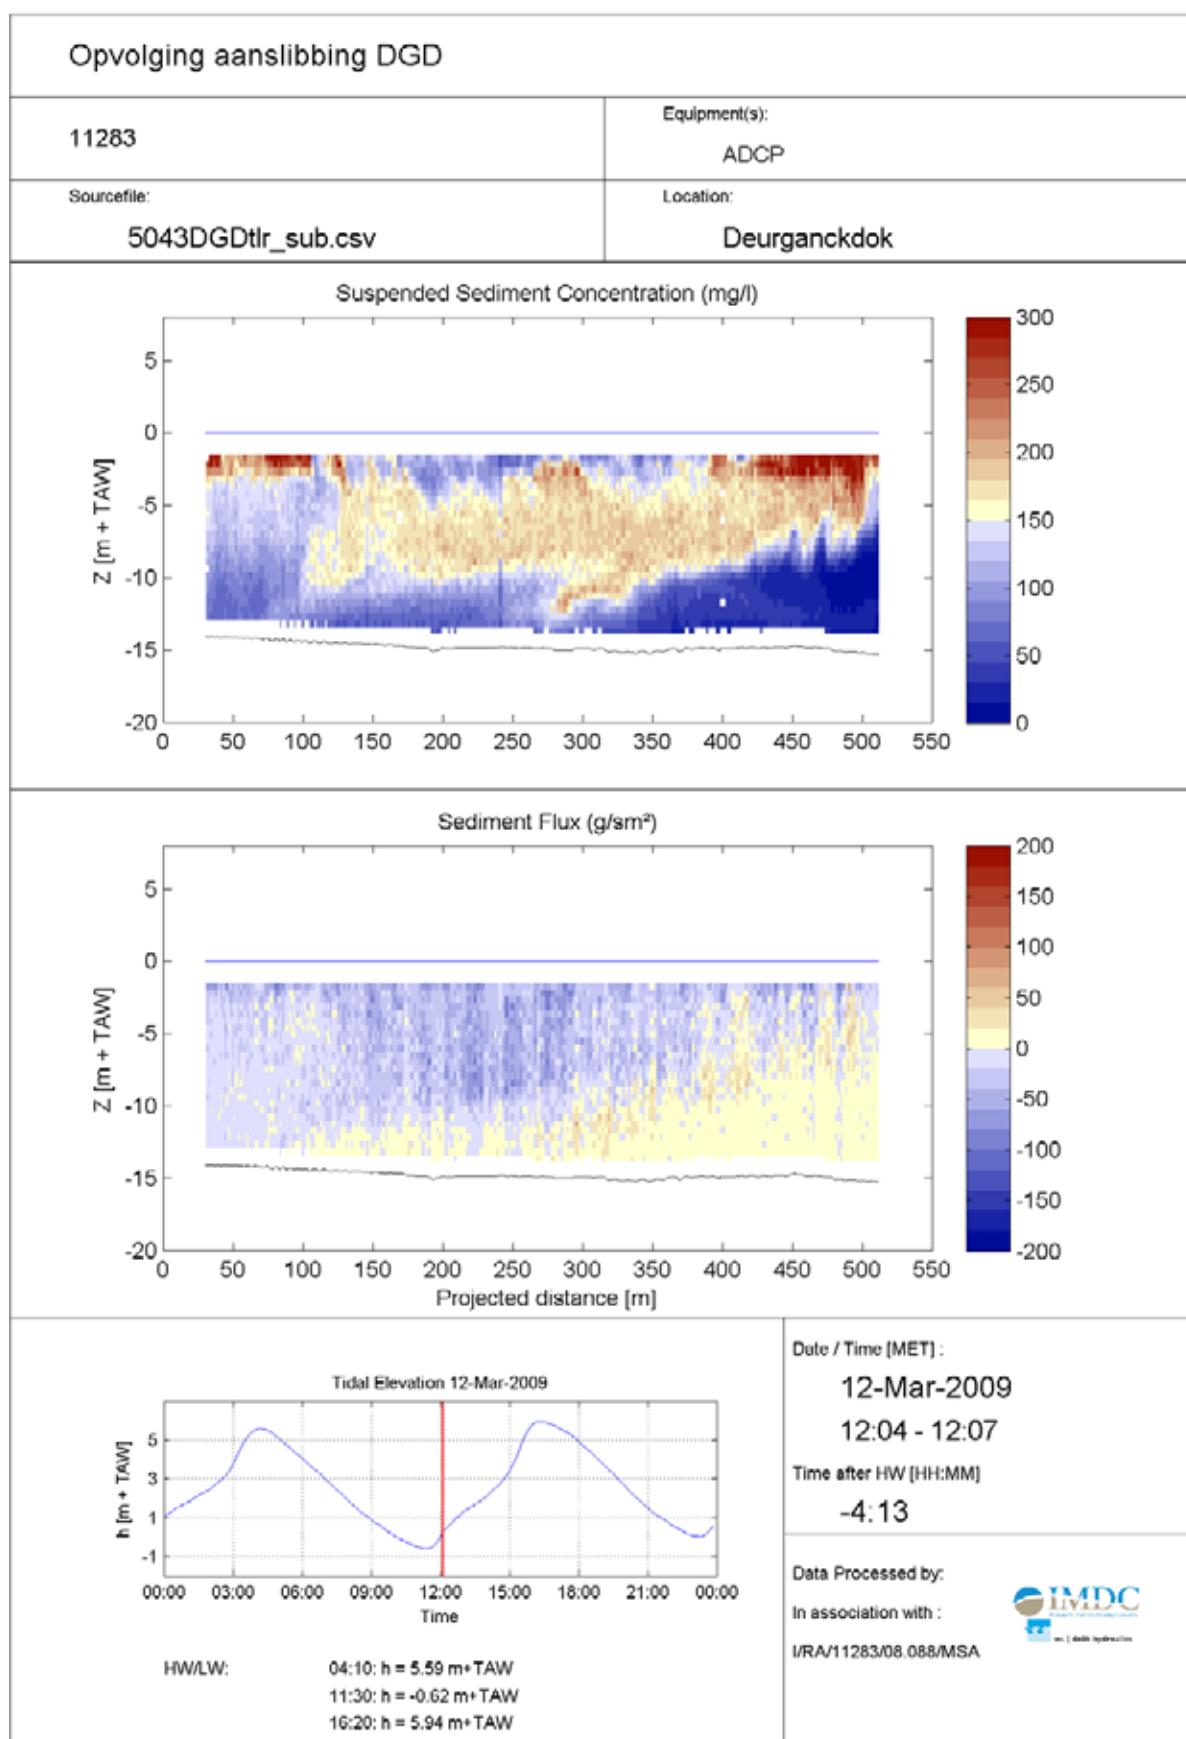 Opvolging aanslibbing DGD
11283
Equipment(s):
ADCP
Sourcefile:
5043DGDtlr_sub.csv
Location:
Deurganckdok
Suspended Sediment Concentration (mg/l)
Z [m + TAW]
5
0
-5
-10
-15
-20
0 50 100 150 200 250 300 350 400 450 500 550
300
250
200
150
100
50
0
Sediment Flux (g/sm²)
Z [m + TAW]
5
0
-5
-10
-15
-20
0 50 100 150 200 250 300 350 400 450 500 550
Projected distance [m]
200
150
100
50
0
-50
-100
-150
-200
Tidal Elevation 12-Mar-2009
h [m + TAW]
5
3
1
-1
00:00 03:00 06:00 09:00 12:00 15:00 18:00 21:00 00:00
Time
HW/LW:
04:10: h = 5.59 m+TAW
11:30: h = -0.62 m+TAW
16:20: h = 5.94 m+TAW
Date / Time [MET] :
12-Mar-2009
12:04 - 12:07
Time after HW [HH:MM]
-4:13
Data Processed by:
In association with :
I/RA/11283/08.088/MSA
IMDC
wl | delft hydraulics